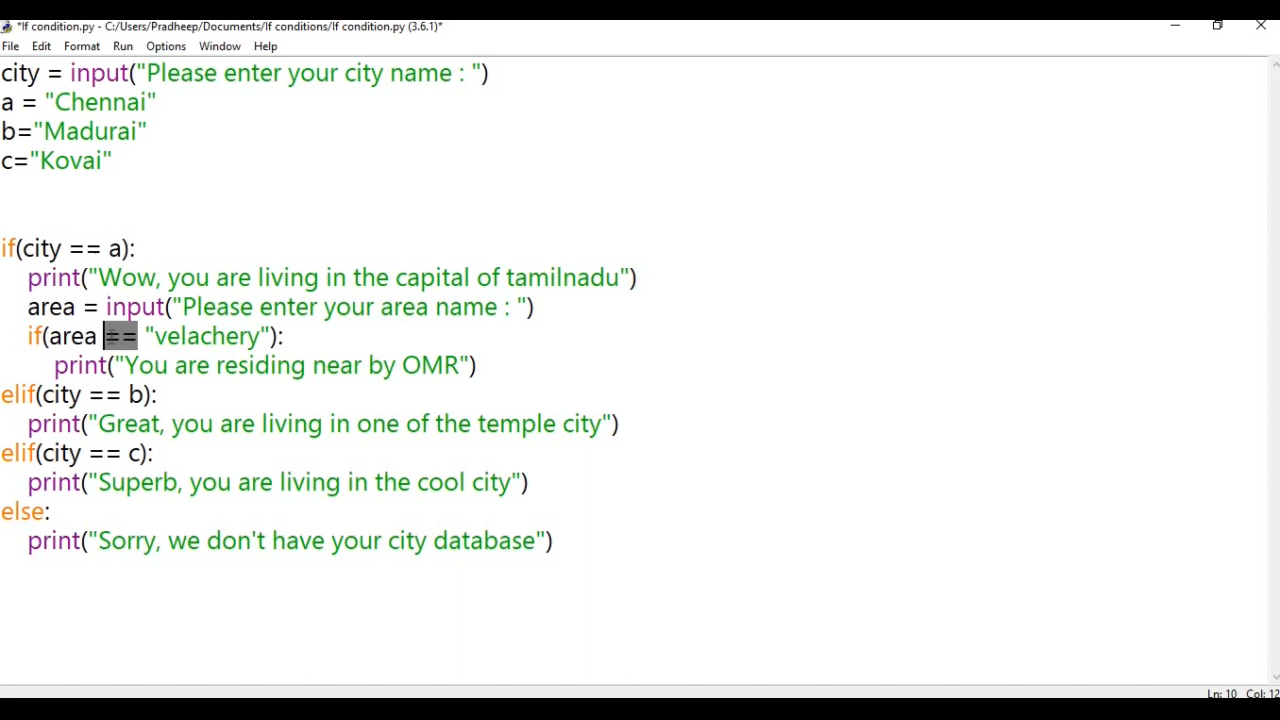 *If condition.py - C:/Users/Pradheep/Documents/If conditions/If condition.py (3.6.1)*
File Edit Format Run Options Window Help
city = input("Please enter your city name : ")
a = "Chennai"
b="Madurai"
c="Kovai"
if(city == a):
    print("Wow, you are living in the capital of tamilnadu")
    area = input("Please enter your area name : ")
    if(area == "velachery"):
        print("You are residing near by OMR")
elif(city == b):
    print("Great, you are living in one of the temple city")
elif(city == c):
    print("Superb, you are living in the cool city")
else:
    print("Sorry, we don't have your city database")
Ln: 10 Col: 12